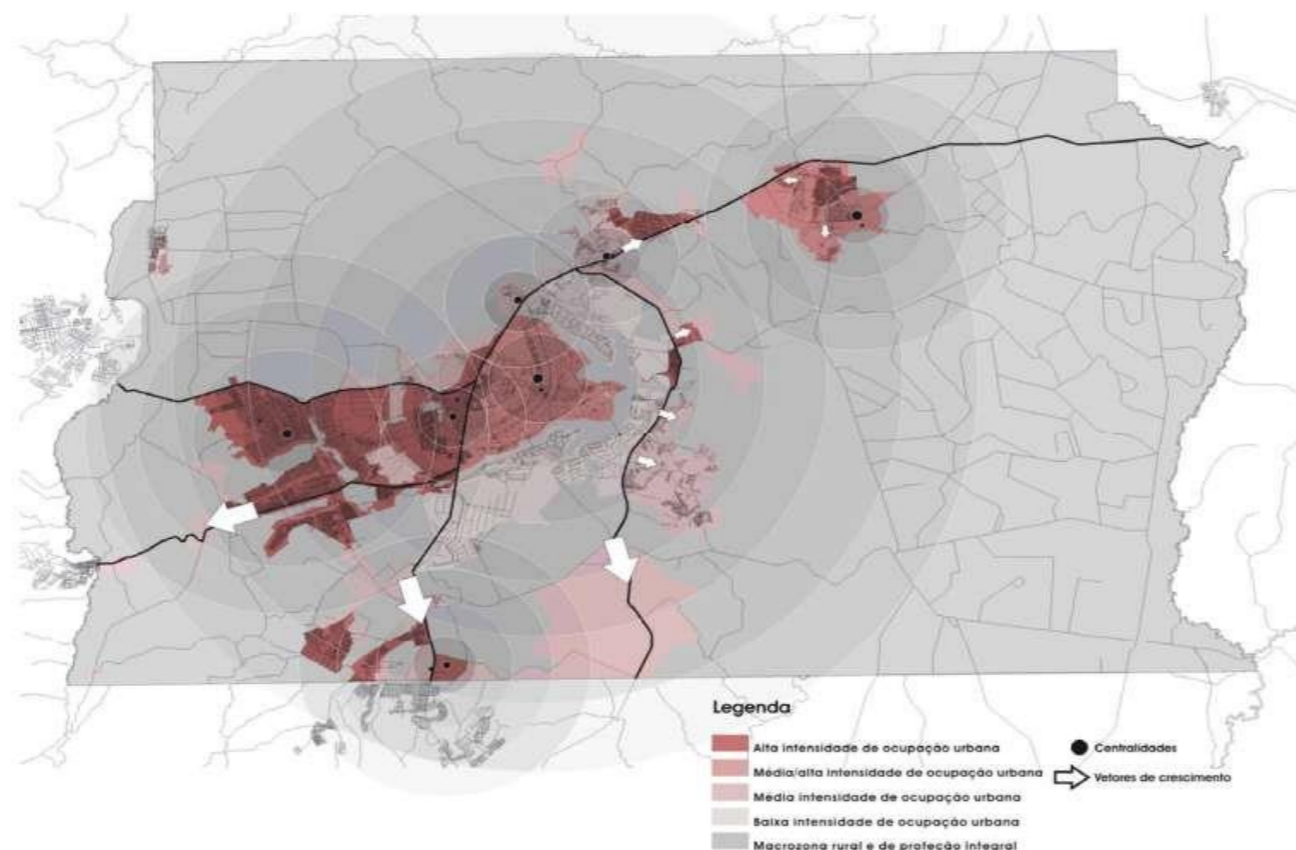 Legenda
Alta intensidade de ocupação urbana
Média/alta intensidade de ocupação urbana
Média intensidade de ocupação urbana
Baixa intensidade de ocupação urbana
Macrozona rural e de proteção integral
Centralidades
Vetores de crescimento